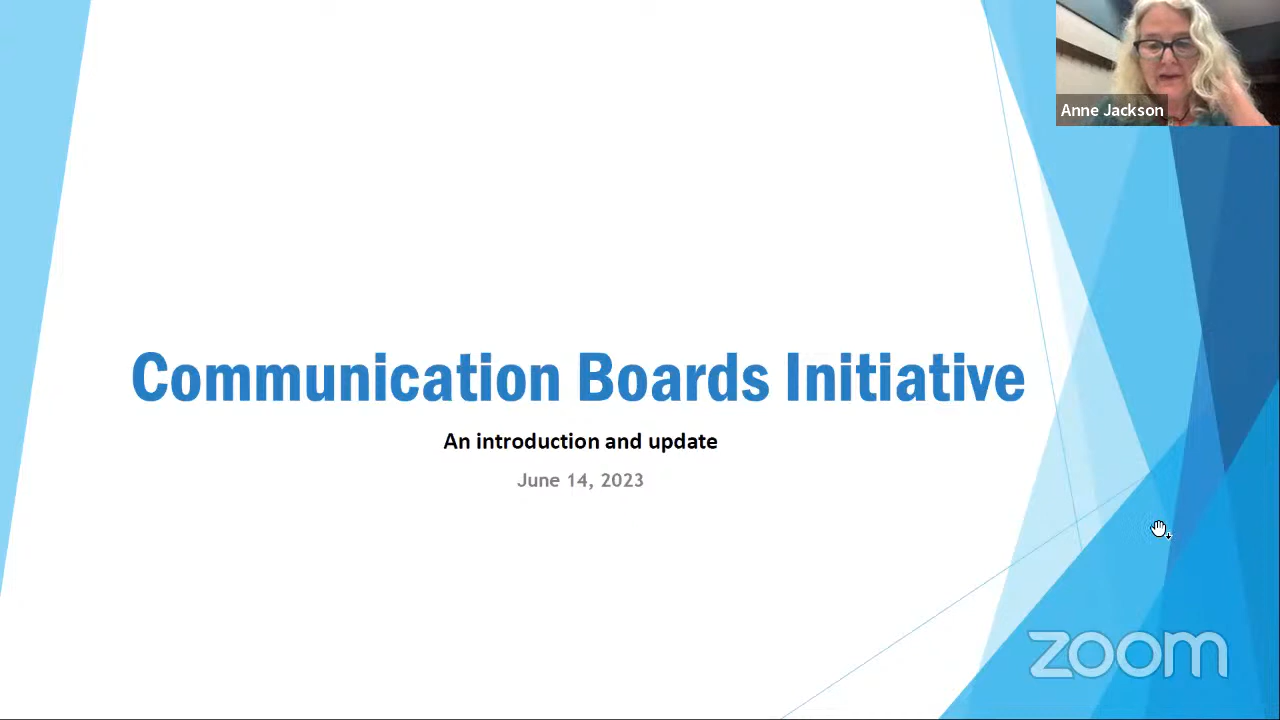 Anne Jackson
Communication Boards Initiative
An introduction and update
June 14, 2023
zoom